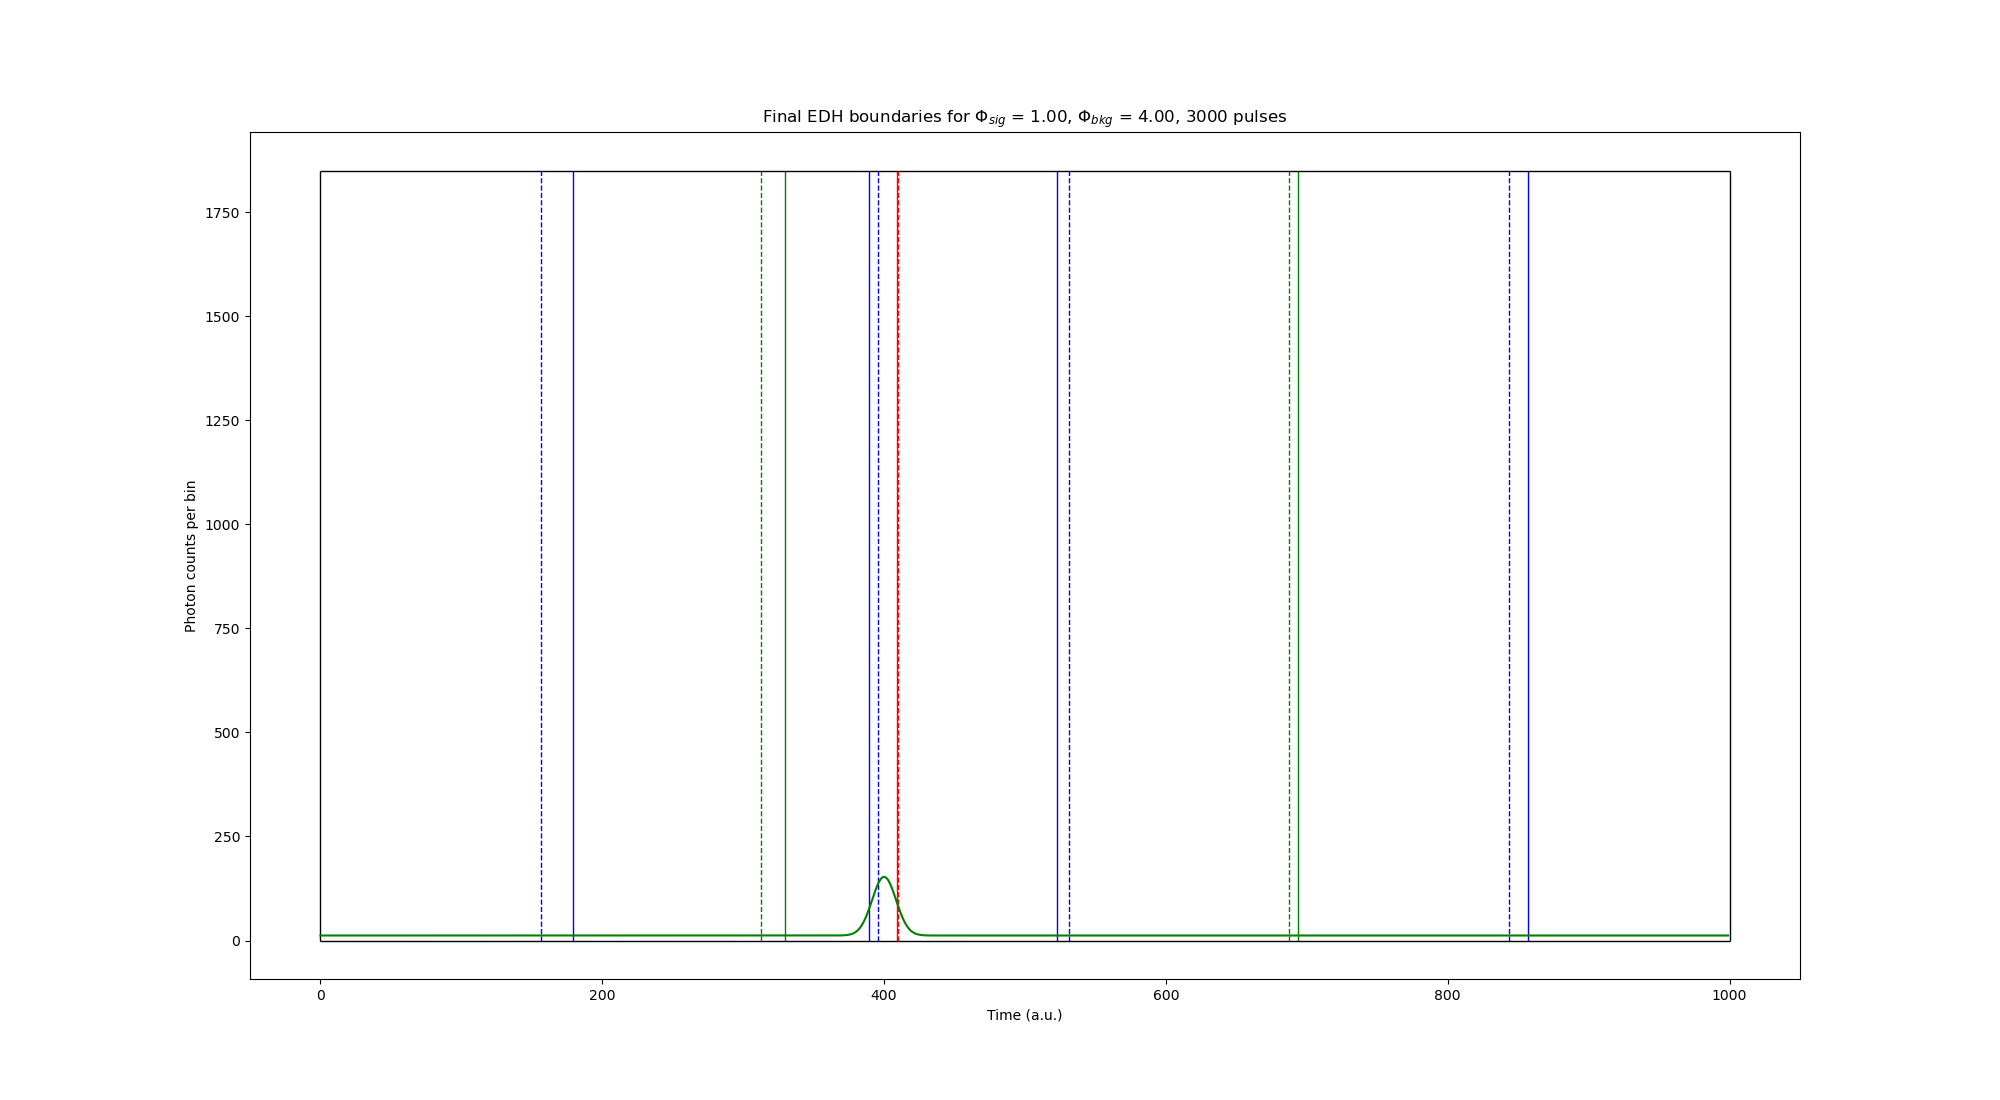 Final EDH boundaries for Φsig = 1.00, Φbkg = 4.00, 3000 pulses
1750
1500
1250
1000
750
500
250
0
Photon counts per bin
0 200 400 600 800 1000
Time (a.u.)